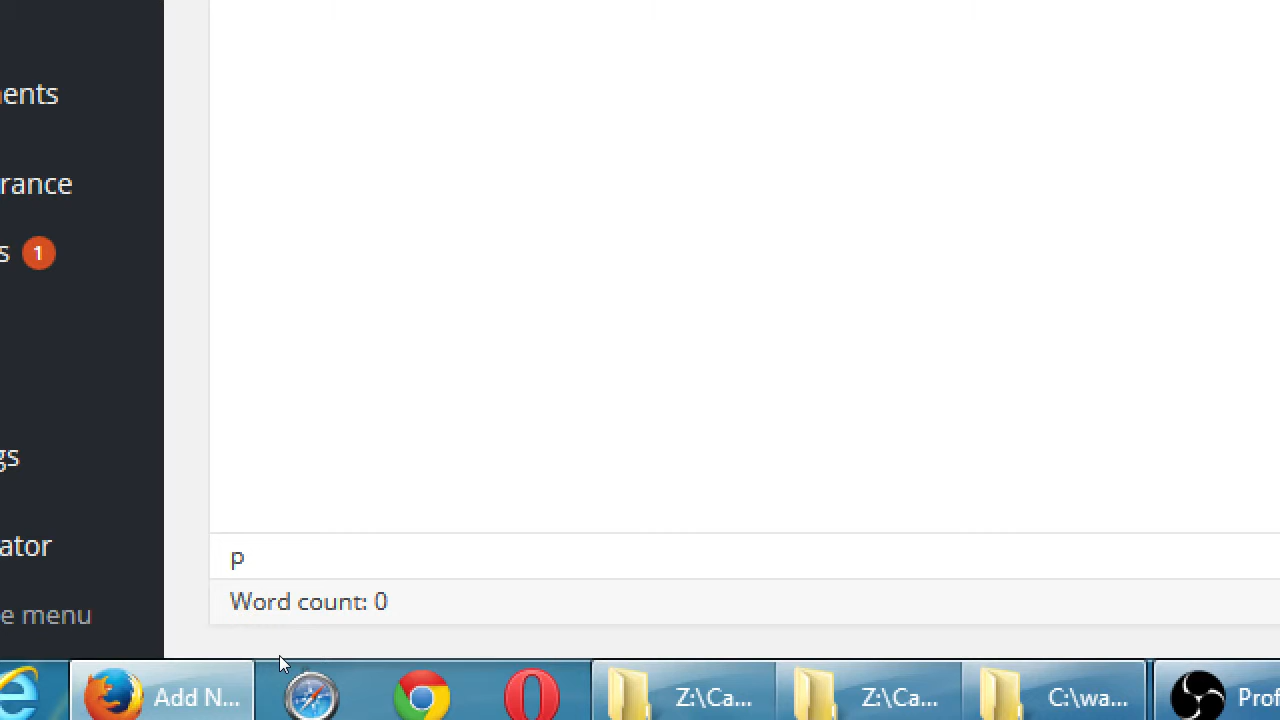 ents
rance
s 1
gs
ator
e menu
p
Word count: 0
Add N...
Z:\Ca...
Z:\Ca...
C:\wa...
Prof